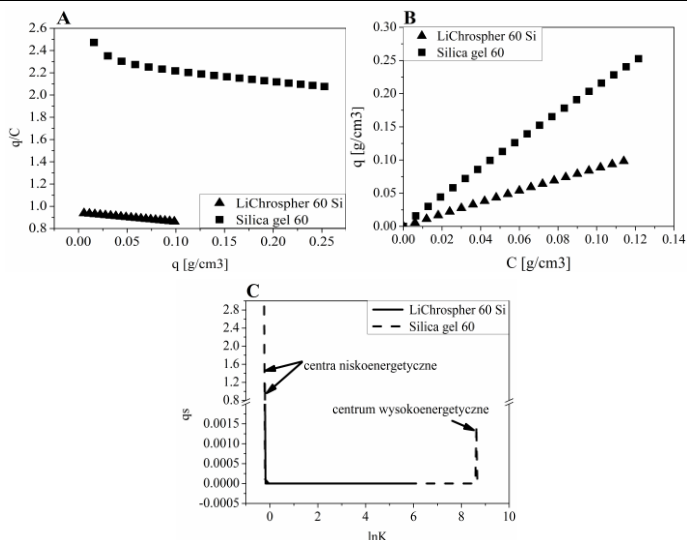 A
2.6
2.4
2.2
2.0
1.8
1.6
1.4
1.2
1.0
0.8
q/C
LiChrospher 60 Si
Silica gel 60
0.00
0.05
0.10
0.15
0.20
0.25
q [g/cm3]
B
LiChrospher 60 Si
Silica gel 60
0.30
0.25
0.20
0.15
0.10
0.05
0.00
q [g/cm3]
0.00
0.02
0.04
0.06
0.08
0.10
0.12
0.14
C [g/cm3]
C
LiChrospher 60 Si
Silica gel 60
2.8
2.4
2.0
1.6
1.2
0.8
centra niskoenergetyczne
centrum wysokoenergetyczne
qs
0.0015
0.0010
0.0005
0.0000
-0.0005
0
2
4
6
8
10
lnK